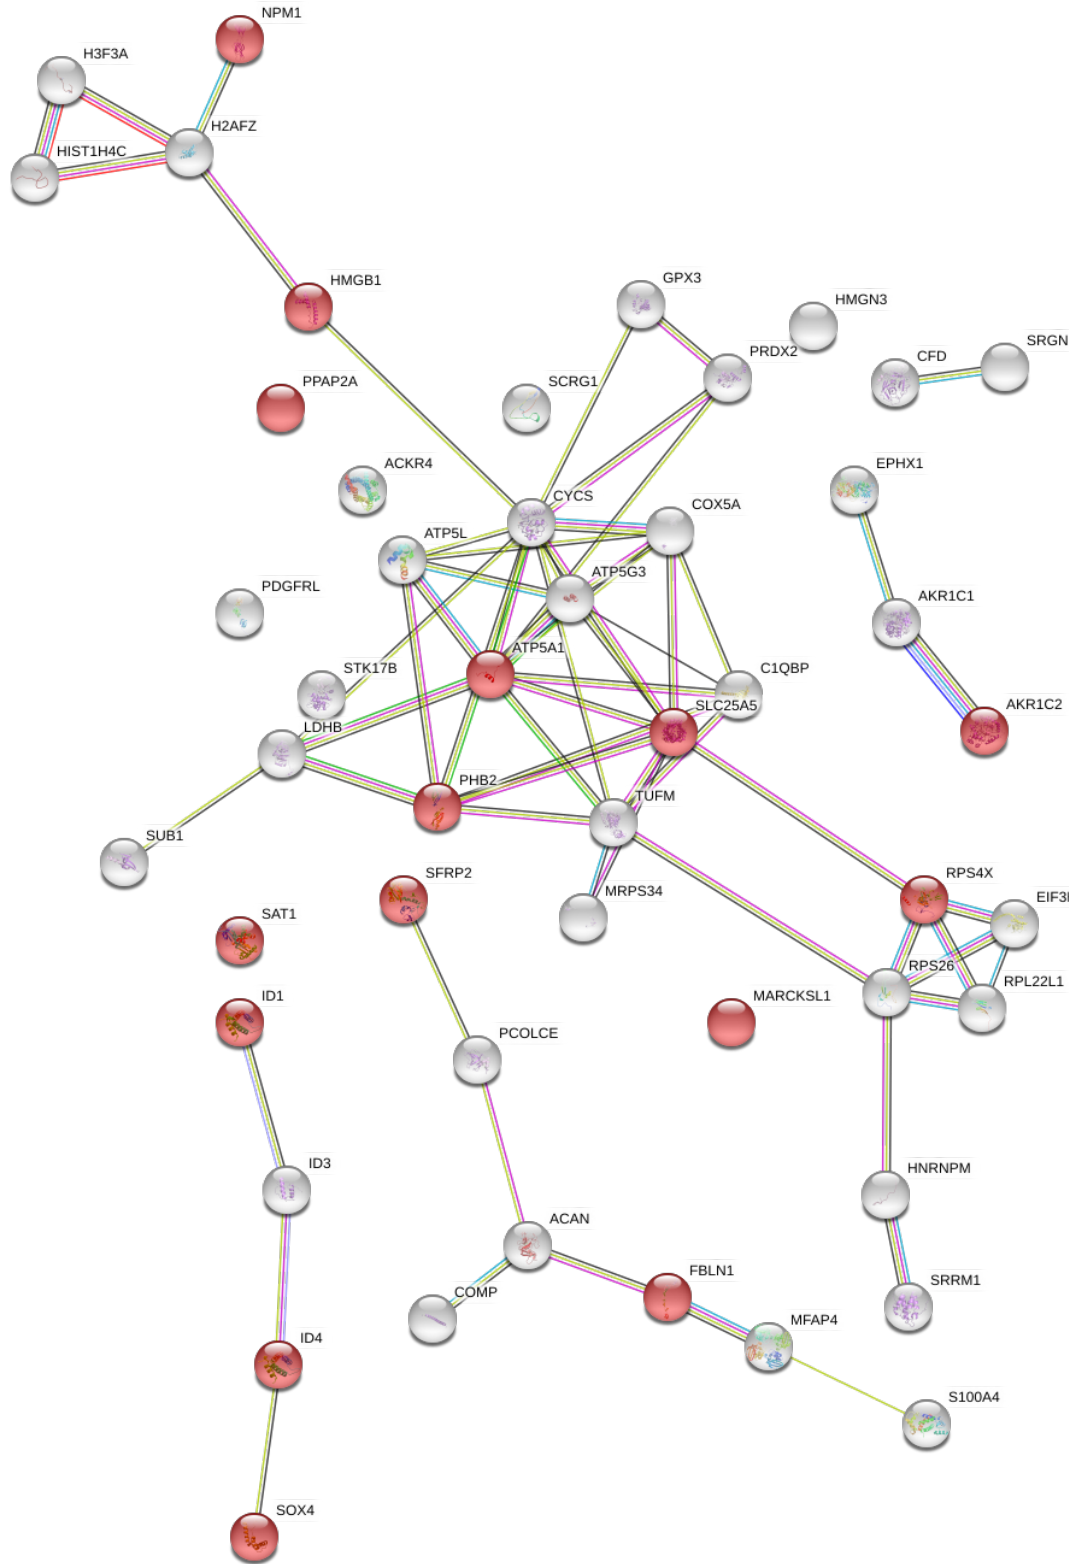 NPM1
H3F3A
H2AFZ
HIST1H4C
HMGB1
GPX3
HMGN3
PRDX2
SRGN
CFD
PPAP2A
SCRG1
ACKR4
EPHX1
CYCS
COX5A
ATP5L
ATP5G3
PDGFRL
AKR1C1
ATP5A1
STK17B
C1QBP
SLC25A5
AKR1C2
LDHB
PHB2
TUFM
SUB1
SFRP2
MRPS34
RPS4X
EIF3
SAT1
RPS26
RPL22L1
ID1
MARCKSL1
PCOLCE
ID3
HNRNPM
ACAN
FBLN1
SRRM1
COMP
MFAP4
ID4
S100A4
SOX4